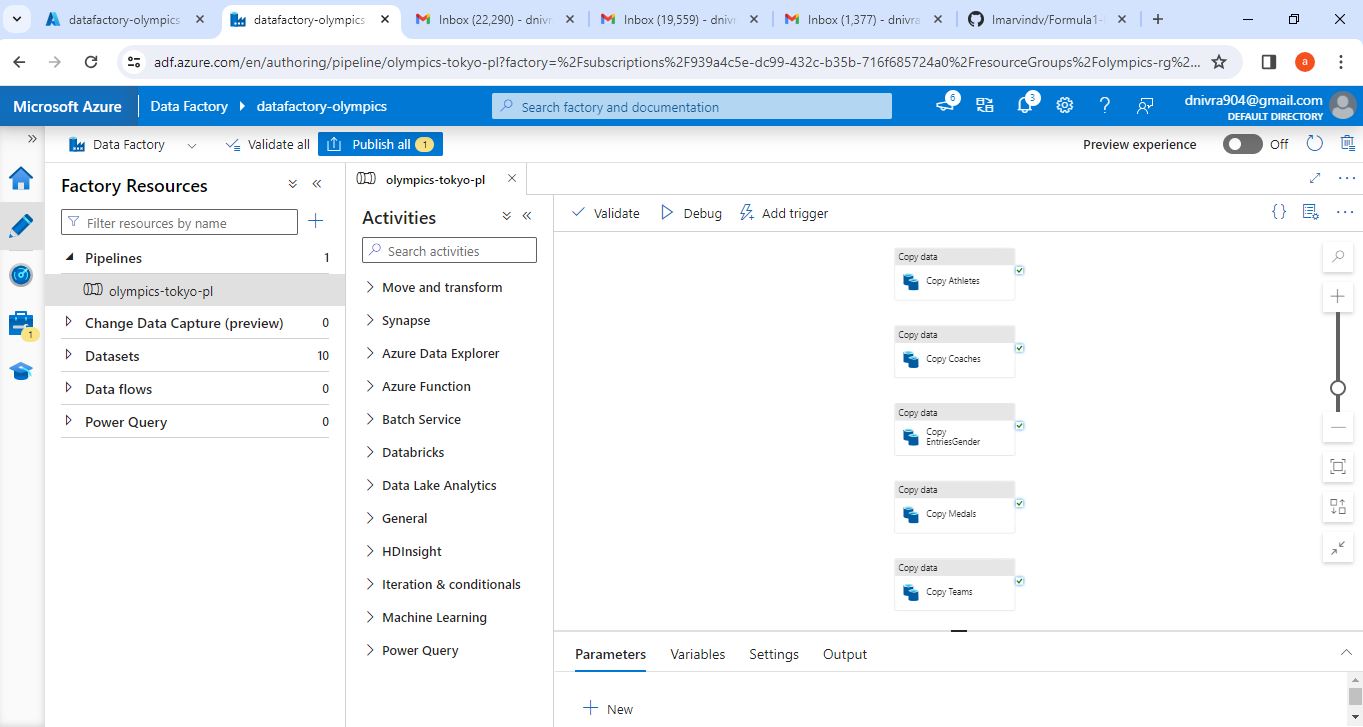 datafactory-olympics
datafactory-olympics
Inbox (22,290) - dnivr
Inbox (19,559) - dnivr
Inbox (1,377) - dnivra
lmarvindv/Formula1-
adf.azure.com/en/authoring/pipeline/olympics-tokyo-pl?factory=%2Fsubscriptions%2F939a4c5e-dc99-432c-b35b-716f685724a0%2FresourceGroups%2Folympics-rg%2...
a
Microsoft Azure
Data Factory
datafactory-olympics
Search factory and documentation
6
3
dnivra904@gmail.com
DEFAULT DIRECTORY
Data Factory
Validate all
Publish all
1
Preview experience
Off
Factory Resources
Filter resources by name
Pipelines
1
olympics-tokyo-pl
Change Data Capture (preview)
0
Datasets
10
Data flows
0
Power Query
0
1
olympics-tokyo-pl
Activities
Search activities
Move and transform
Synapse
Azure Data Explorer
Azure Function
Batch Service
Databricks
Data Lake Analytics
General
HDInsight
Iteration & conditionals
Machine Learning
Power Query
Validate
Debug
Add trigger
{}
Copy data
Copy Athletes
Copy data
Copy Coaches
Copy data
Copy
EntriesGender
Copy data
Copy Medals
Copy data
Copy Teams
Parameters
Variables
Settings
Output
New